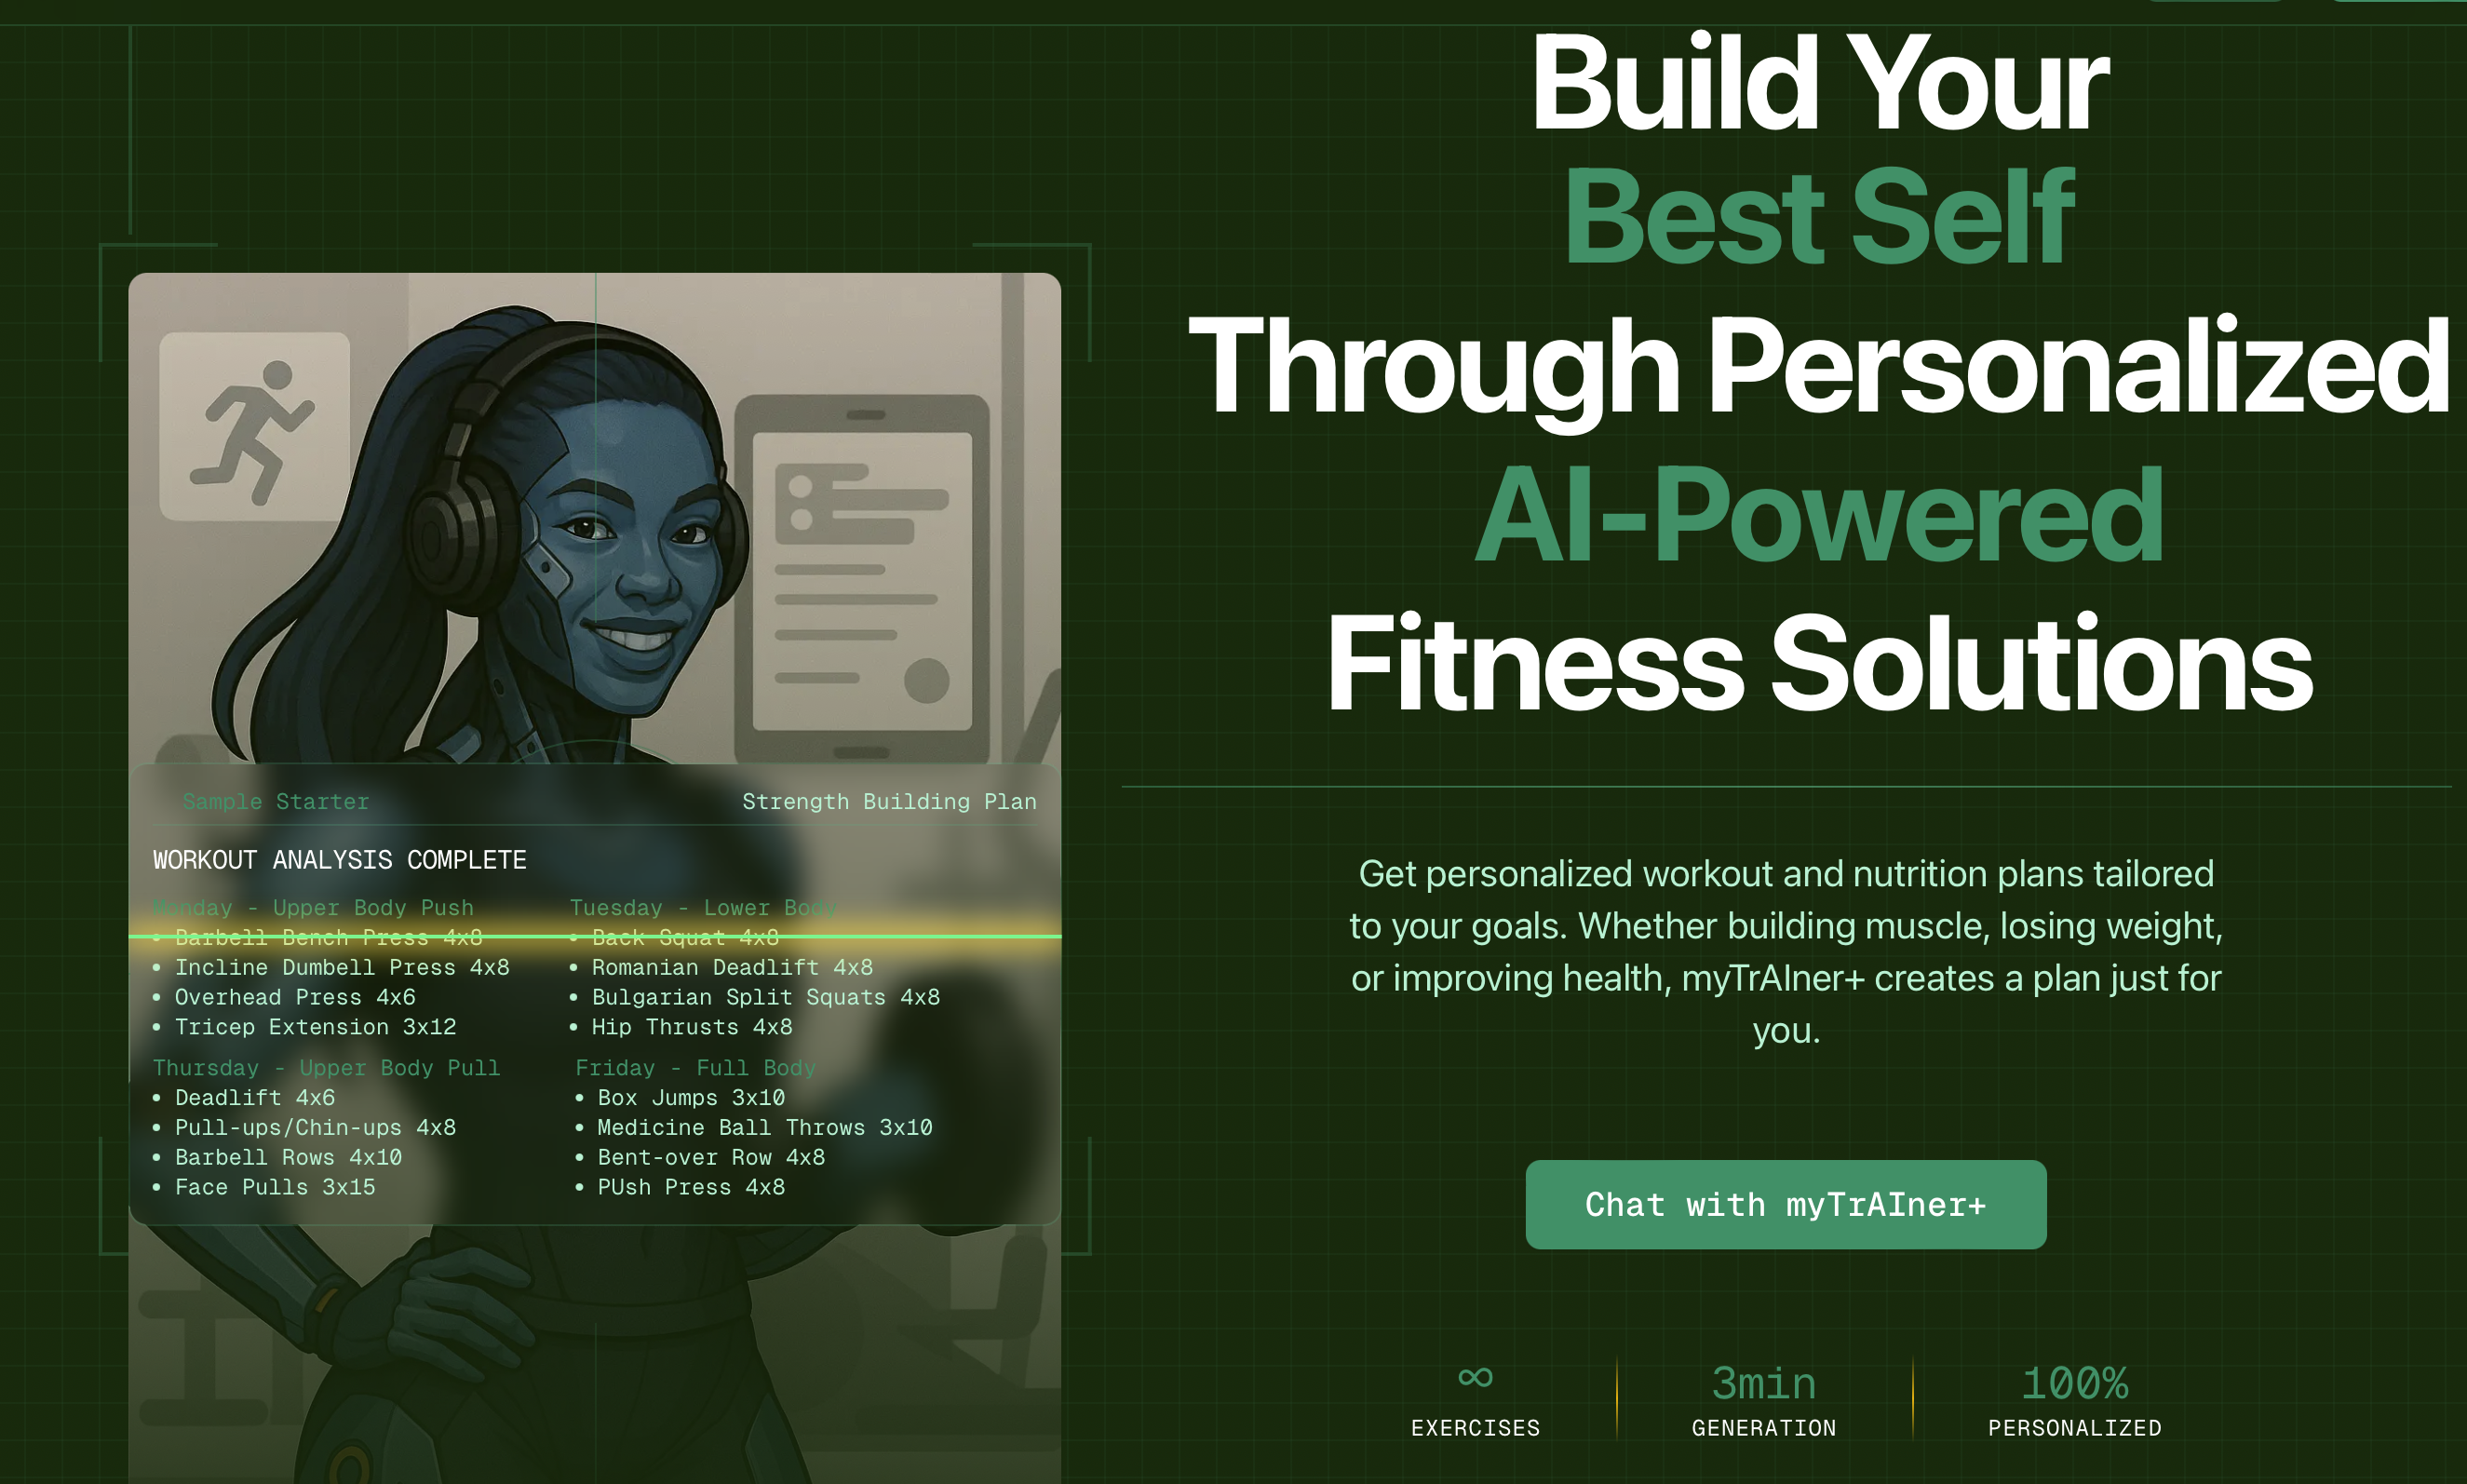 Build Your
Best Self
Through Personalized
AI-Powered
Fitness Solutions
Sample Starter
Strength Building Plan
WORKOUT ANALYSIS COMPLETE
Monday - Upper Body Push
• Barbell Bench Press 4x8
• Incline Dumbell Press 4x8
• Overhead Press 4x6
• Tricep Extension 3x12
Tuesday - Lower Body
• Back Squat 4x8
• Romanian Deadlift 4x8
• Bulgarian Split Squats 4x8
• Hip Thrusts 4x8
Thursday - Upper Body Pull
• Deadlift 4x6
• Pull-ups/Chin-ups 4x8
• Barbell Rows 4x10
• Face Pulls 3x15
Friday - Full Body
• Box Jumps 3x10
• Medicine Ball Throws 3x10
• Bent-over Row 4x8
• PUsh Press 4x8
Get personalized workout and nutrition plans tailored
to your goals. Whether building muscle, losing weight,
or improving health, myTrAIner+ creates a plan just for
you.
Chat with myTrAIner+
∞
EXERCISES
3min
GENERATION
100%
PERSONALIZED